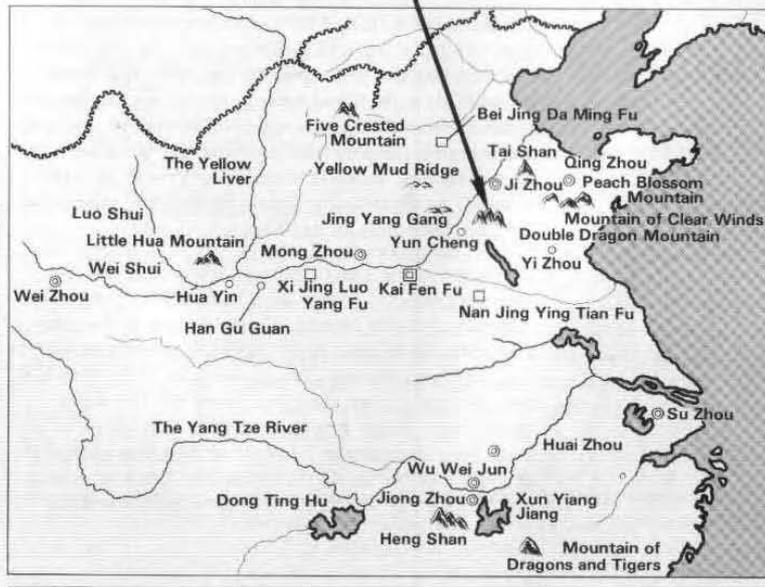 Bei Jing Da Ming Fu
Five Crested
Mountain
Tai Shan
Qing Zhou
The Yellow
Liver
Yellow Mud Ridge
Ji Zhou
Peach Blossom
Mountain
Luo Shui
Jing Yang Gang
Mountain of Clear Winds
Little Hua Mountain
Mong Zhou
Yun Cheng
Double Dragon Mountain
Wei Shui
Yi Zhou
Wei Zhou
Hua Yin
Xi Jing Luo
Yang Fu
Kai Fen Fu
Han Gu Guan
Nan Jing Ying Tian Fu
The Yang Tze River
Su Zhou
Huai Zhou
Wu Wei Jun
Dong Ting Hu
Jiong Zhou
Xun Yiang
Jiang
Heng Shan
Mountain of
Dragons and Tigers